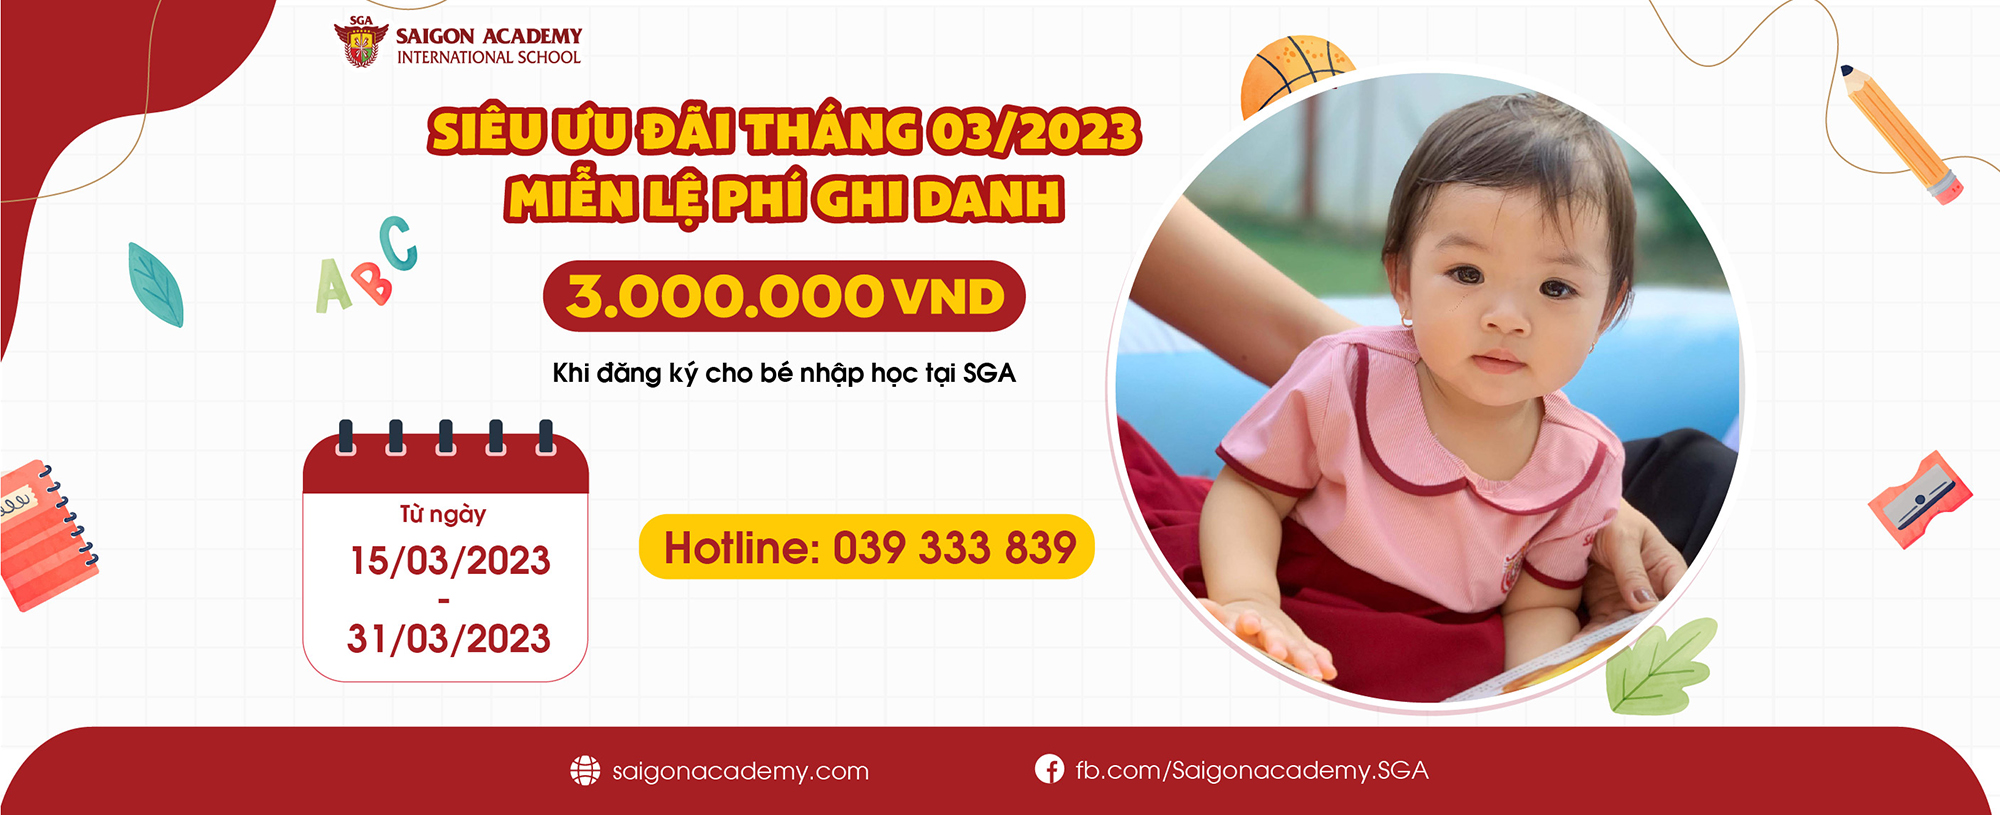 SGA
SAIGON ACADEMY
INTERNATIONAL SCHOOL
SIÊU ƯU ĐÃI THÁNG 03/2023
MIỄN LỆ PHÍ GHI DANH
3.000.000 VND
Khi đăng ký cho bé nhập học tại SGA
A B C
Từ ngày
15/03/2023
-
31/03/2023
Hotline: 039 333 839
saigonacademy.com
fb.com/Saigonacademy.SGA